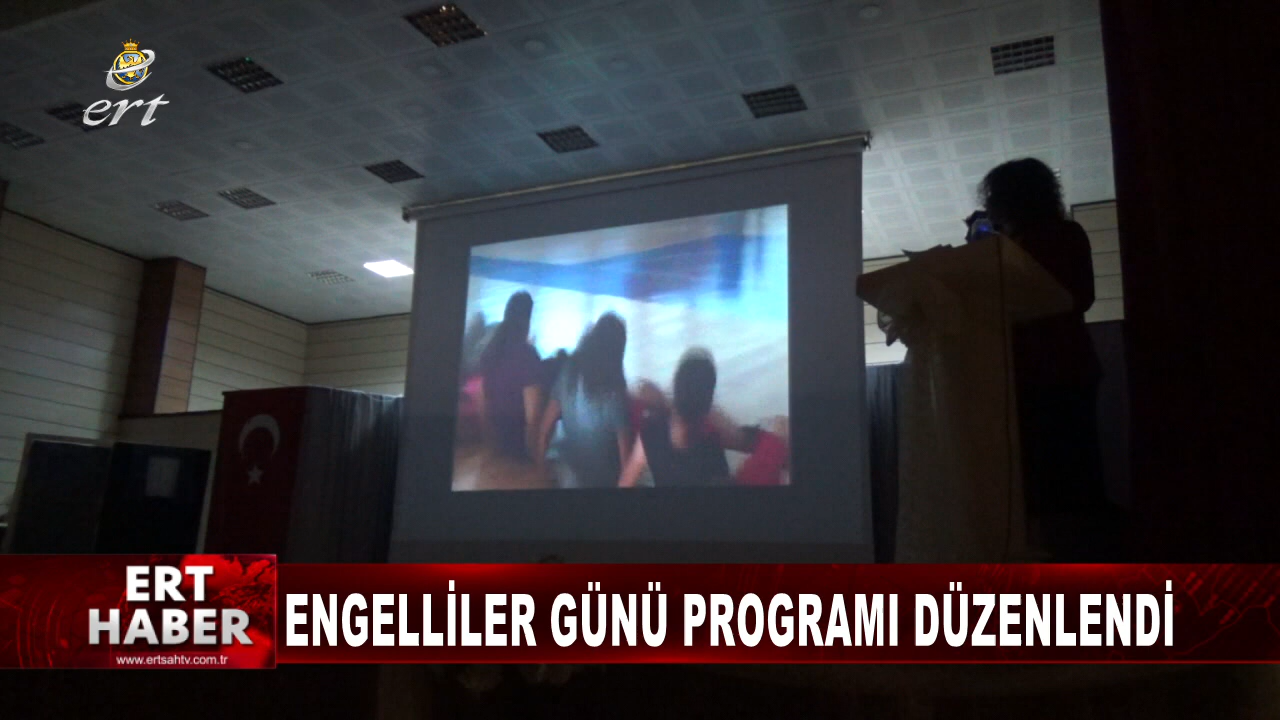 ert
ERT
HABER
www.ertsahtv.com.tr
ENGELLİLER GÜNÜ PROGRAMI DÜZENLENDİ